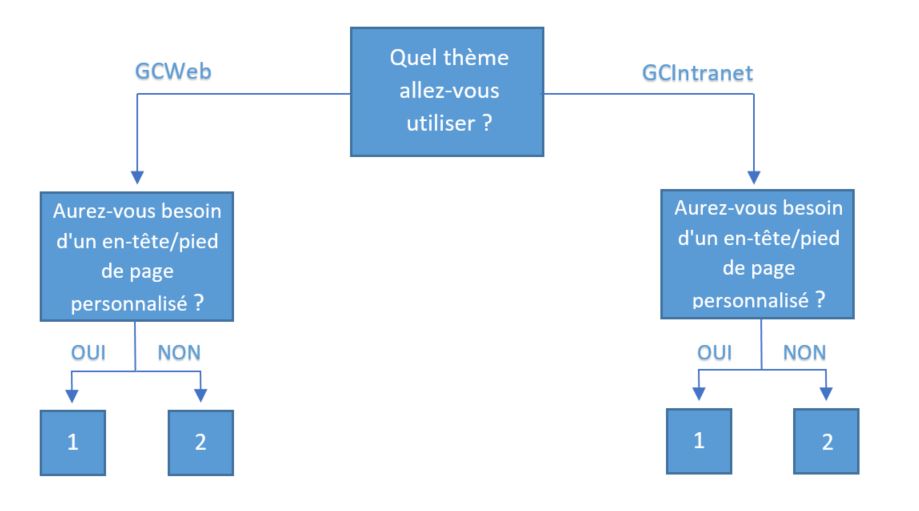 GCWeb
Quel thème
allez-vous
utiliser ?
GCIntranet
Aurez-vous besoin
d'un en-tête/pied
de page
personnalisé ?
OUI
NON
1
2
Aurez-vous besoin
d'un en-tête/pied
de page
personnalisé ?
OUI
NON
1
2